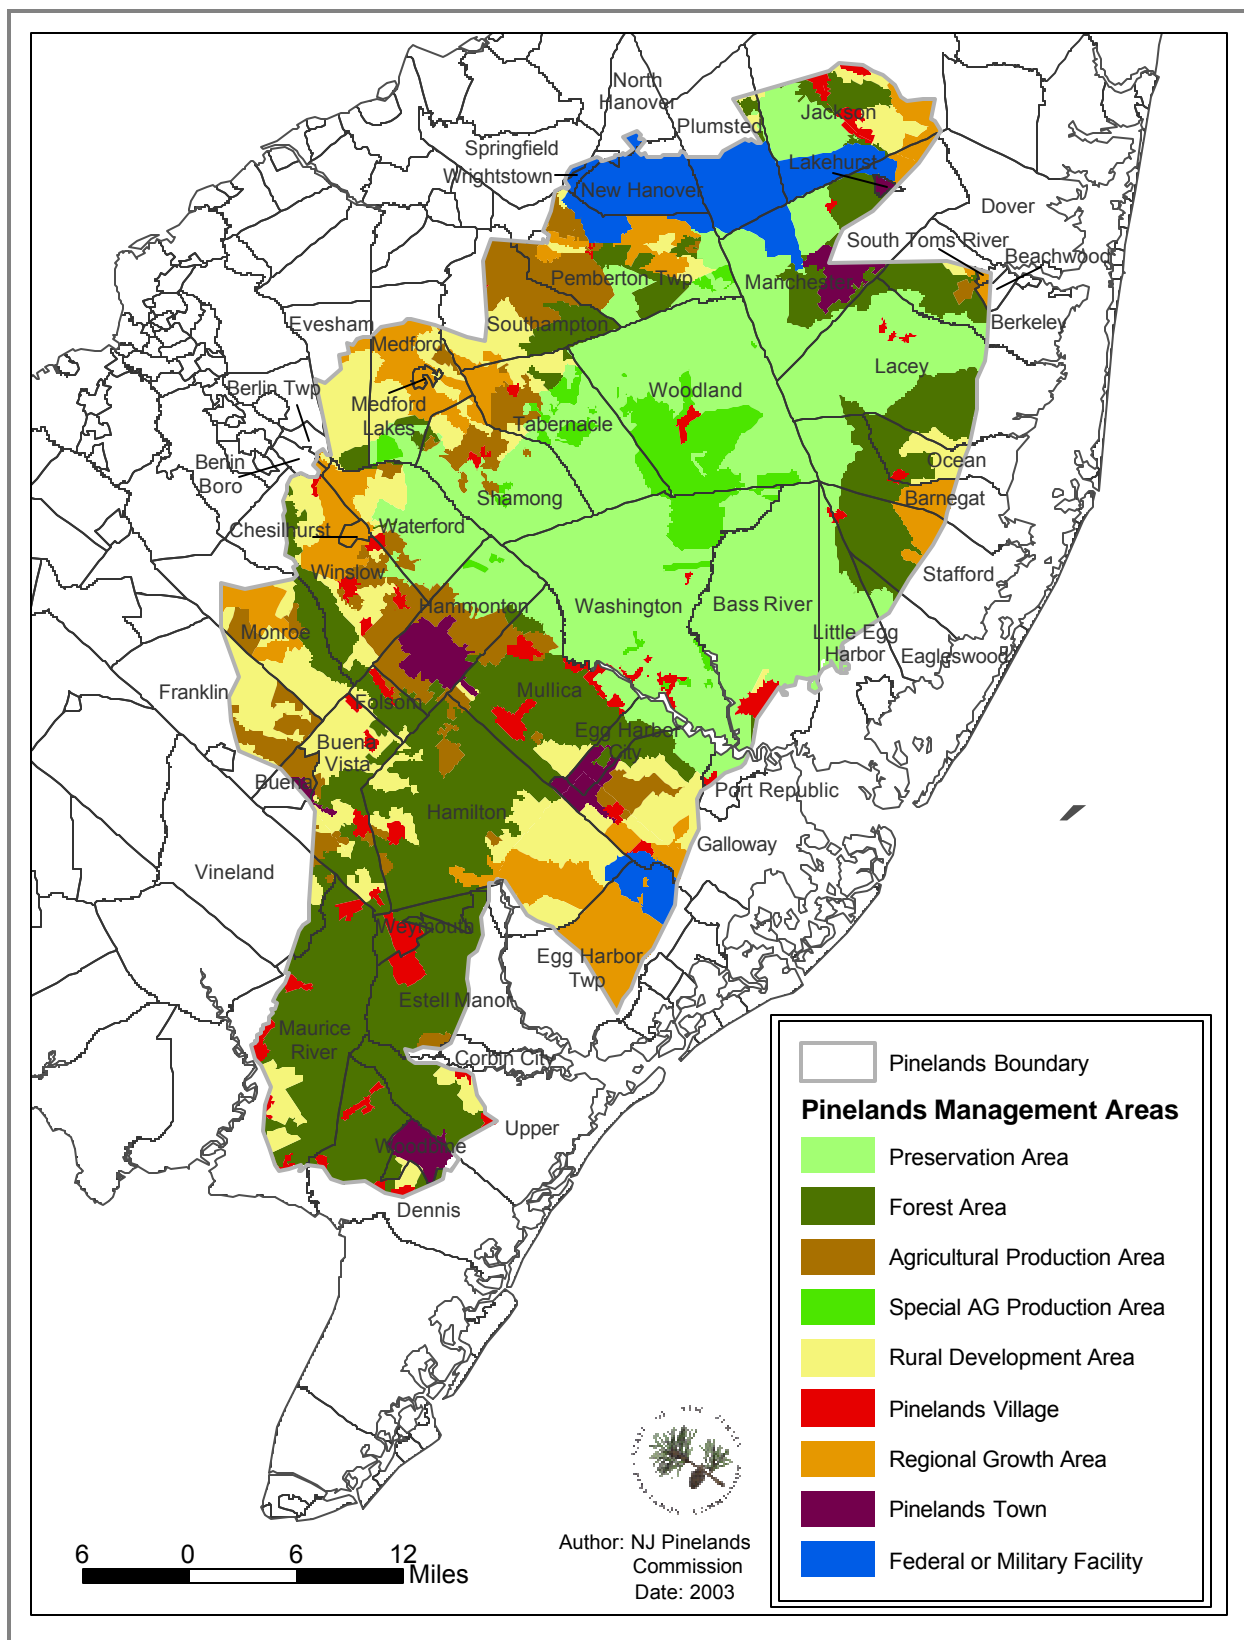 North
Hanover
Plumsted
Jackson
Springfield
Wrightstown
New Hanover
Lakehurst
Dover
South Toms River
Beachwood
Pemberton Twp
Manchester
Berkeley
Evesham
Southampton
Medford
Lacey
Berlin Twp
Woodland
Medford
Lakes
Tabernacle
Ocean
Berlin
Boro
Shamong
Barnegat
Chesilhurst
Waterford
Winslow
Stafford
Hammonton
Washington
Bass River
Monroe
Little Egg
Harbor
Eagleswood
Franklin
Folsom
Mullica
Egg Harbor
City
Buena
Vista
Buena
Port Republic
Hamilton
Galloway
Vineland
Weymouth
Egg Harbor
Twp
Estell Manor
Maurice
River
Corbin City
Upper
Woodbine
Dennis
Pinelands Boundary
Pinelands Management Areas
Preservation Area
Forest Area
Agricultural Production Area
Special AG Production Area
Rural Development Area
Pinelands Village
Regional Growth Area
Pinelands Town
Federal or Military Facility
Author: NJ Pinelands
Commission
Date: 2003
6 0 6 12
Miles